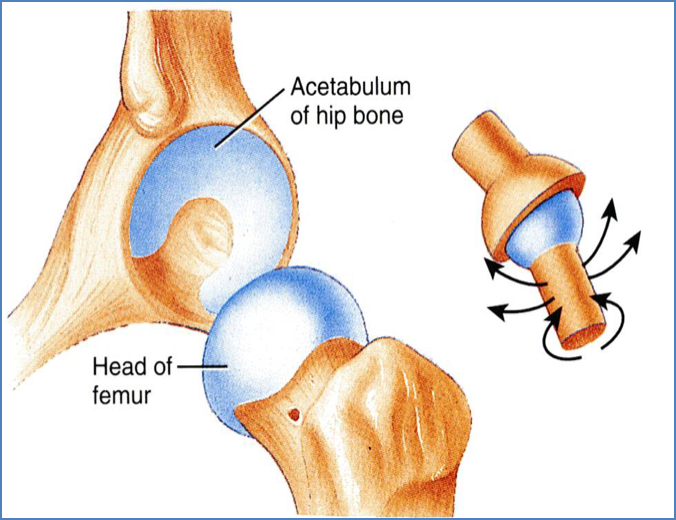 Acetabulum
of hip bone
Head of
femur